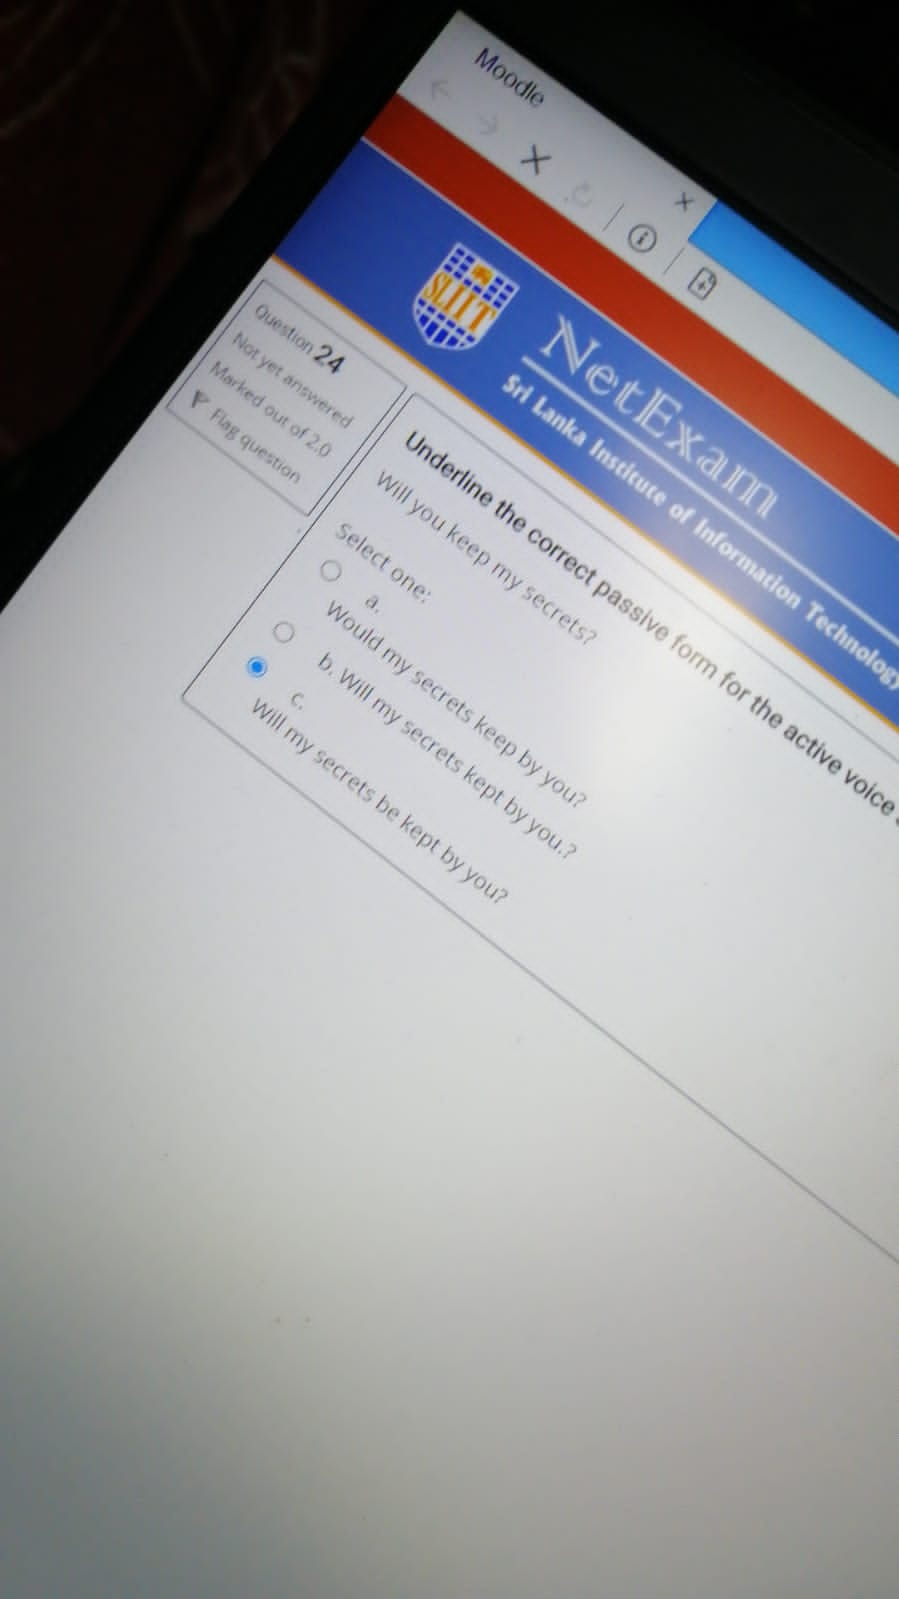 Moodle
SLIIT
NetExam
Sri Lanka Institute of Information Technology
Question 24
Not yet answered
Marked out of 2.0
Flag question
Underline the correct passive form for the active voice
Will you keep my secrets?
Select one:
a.
Would my secrets keep by you?
b. Will my secrets kept by you.?
c.
Will my secrets be kept by you?